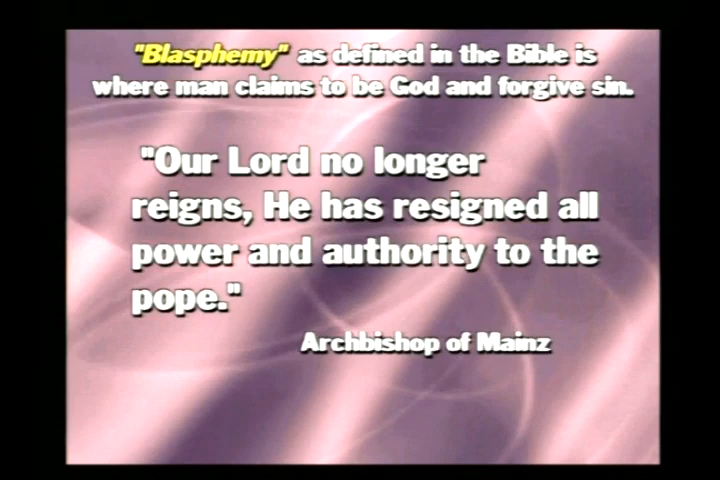 "Blasphemy" as defined in the Bible is
where man claims to be God and forgive sin.
"Our Lord no longer
reigns, He has resigned all
power and authority to the
pope."
Archbishop of Mainz